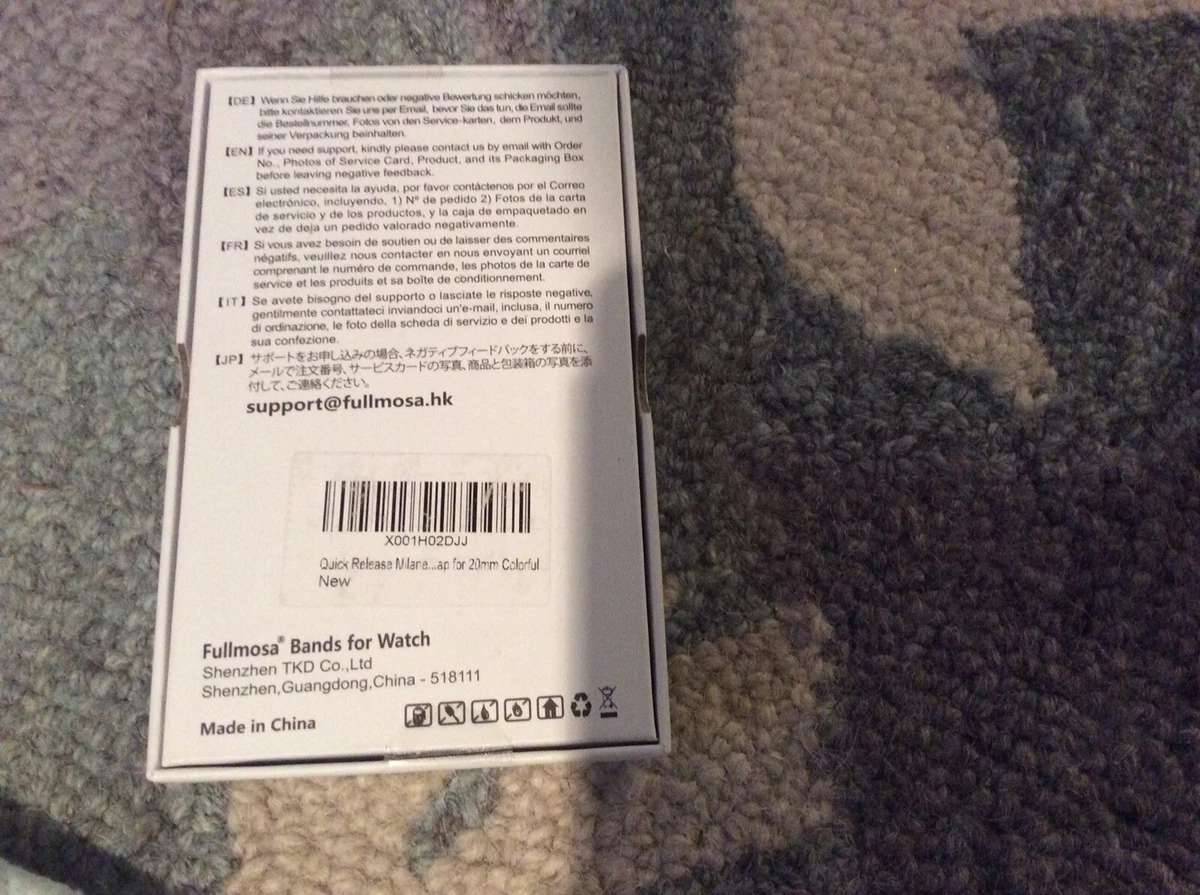 【DE】 Wenn Sie Hilfe brauchen oder negative Bewertung schicken möchten,
bitte kontaktieren Sie uns per Email, bevor Sie das tun, die Email sollte
die Bestellnummer, Fotos von den Service-karten, dem Produkt, und
seiner Verpackung beinhalten.
【EN】 If you need support, kindly please contact us by email with Order
No., Photos of Service Card, Product, and its Packaging Box
before leaving negative feedback.
【ES】 Si usted necesita la ayuda, por favor contáctenos por el Correo
electrónico, incluyendo, 1) Nº de pedido 2) Fotos de la carta
de servicio y de los productos, y la caja de empaquetado en
vez de deja un pedido valorado negativamente.
【FR】 Si vous avez besoin de soutien ou de laisser des commentaires
négatifs, veuillez nous contacter en nous envoyant un courriel
comprenant le numéro de commande, les photos de la carte de
service et les produits et sa boîte de conditionnement.
【IT】 Se avete bisogno del supporto o lasciate le risposte negative,
gentilmente contattateci inviandoci un'e-mail, inclusa, il numero
di ordinazione, le foto della scheda di servizio e dei prodotti e la
sua confezione.
【JP】 サポートをお申し込みの場合、ネガティブフィードバックをする前に、
メールで注文番号、サービスカードの写真、商品と包装箱の写真を添
付して、ご連絡ください。
support@fullmosa.hk
X001H02DJJ
Quick Release Milane...ap for 20mm Colorful
New
Fullmosa® Bands for Watch
Shenzhen TKD Co.,Ltd
Shenzhen,Guangdong,China - 518111
Made in China